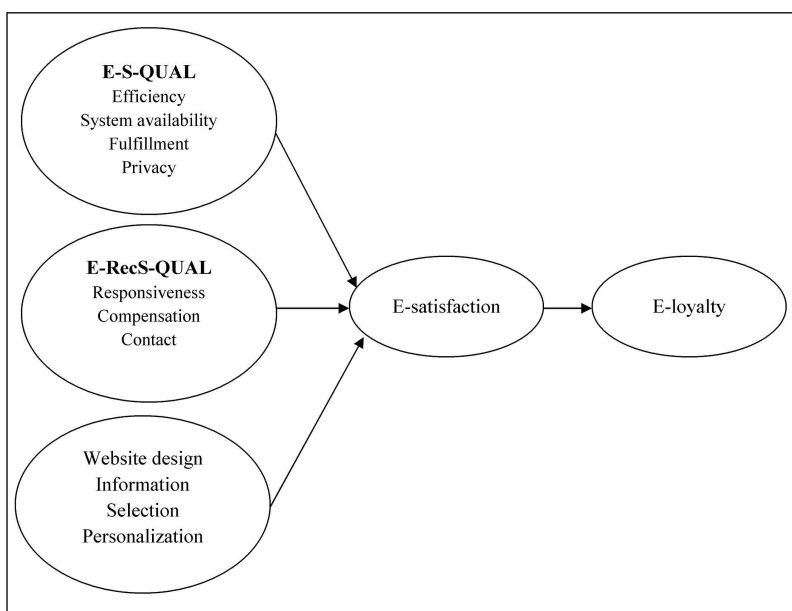 E-S-QUAL
Efficiency
System availability
Fulfillment
Privacy
E-RecS-QUAL
Responsiveness
Compensation
Contact
E-satisfaction
E-loyalty
Website design
Information
Selection
Personalization